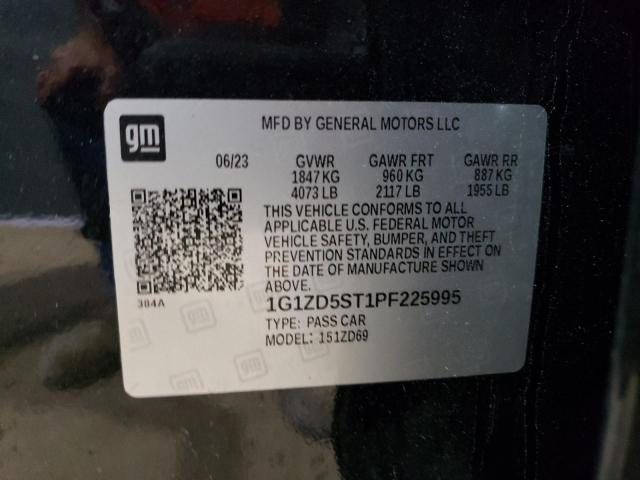 gm
MFD BY GENERAL MOTORS LLC
06/23 GVWR GAWR FRT GAWR RR
1847 KG 960 KG 887 KG
4073 LB 2117 LB 1955 LB
THIS VEHICLE CONFORMS TO ALL
APPLICABLE U.S. FEDERAL MOTOR
VEHICLE SAFETY, BUMPER, AND THEFT
PREVENTION STANDARDS IN EFFECT ON
THE DATE OF MANUFACTURE SHOWN
ABOVE.
384A
1G1ZD5ST1PF225995
TYPE: PASS CAR
MODEL: 151ZD69